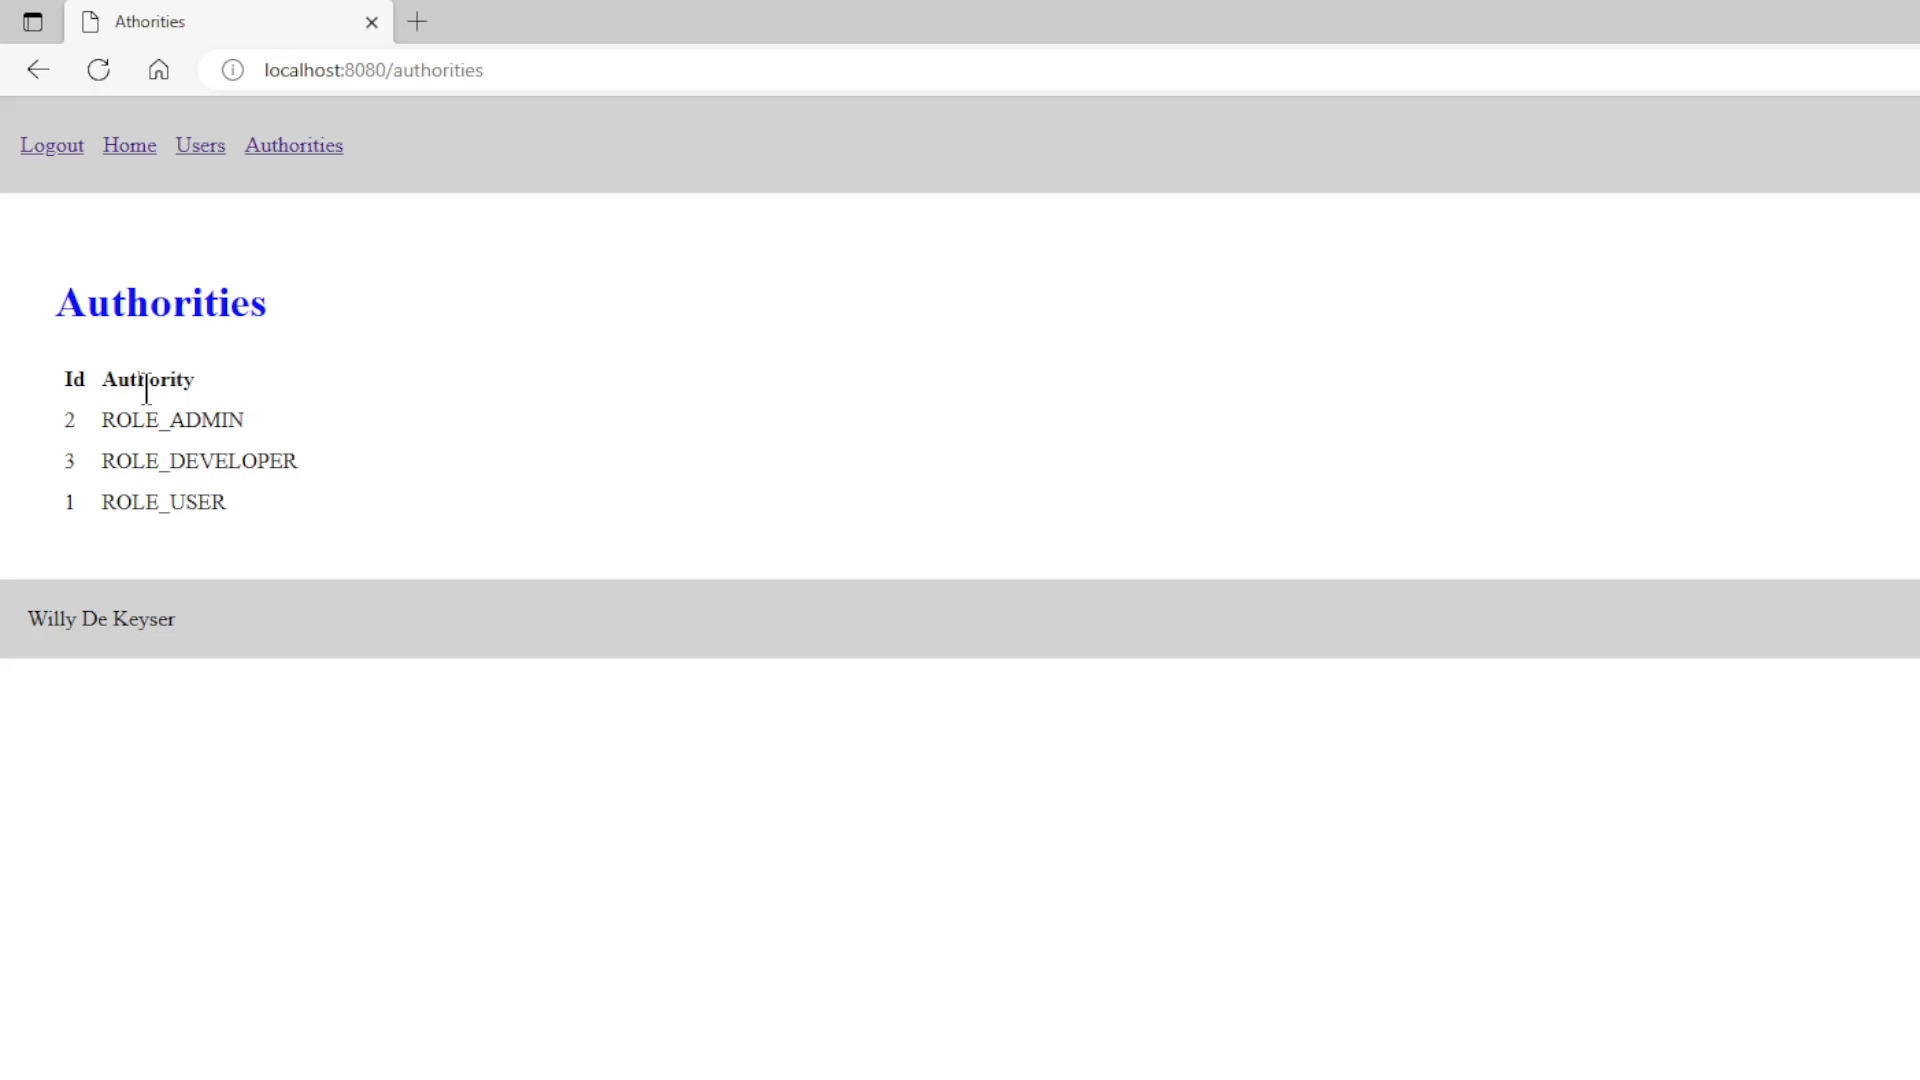 Athorities
localhost:8080/authorities
Logout Home Users Authorities
Authorities
Id Authority
2 ROLE_ADMIN
3 ROLE_DEVELOPER
1 ROLE_USER
Willy De Keyser